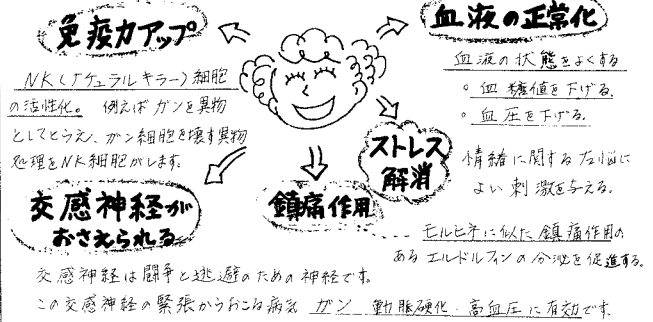 免疫力アップ
NK(ナチュラルキラー)細胞
の活性化。例えばガンを異物
としてとらえ、ガン細胞を壊す異物
処理をNK細胞がします。
血液の正常化
血液の状態をよくする
。血糖値を下げる。
。血圧を下げる。
ストレス
解消
情緒に関する右脳に
よい刺激を与える。
交感神経が
おさえられる
交感神経は闘争と逃避のための神経です。
この交感神経の緊張からおこる病気 ガン 動脈硬化・高血圧に有効です。
鎮痛作用
モルヒネに似た鎮痛作用の
あるエルドルフィンの分泌を促進する。